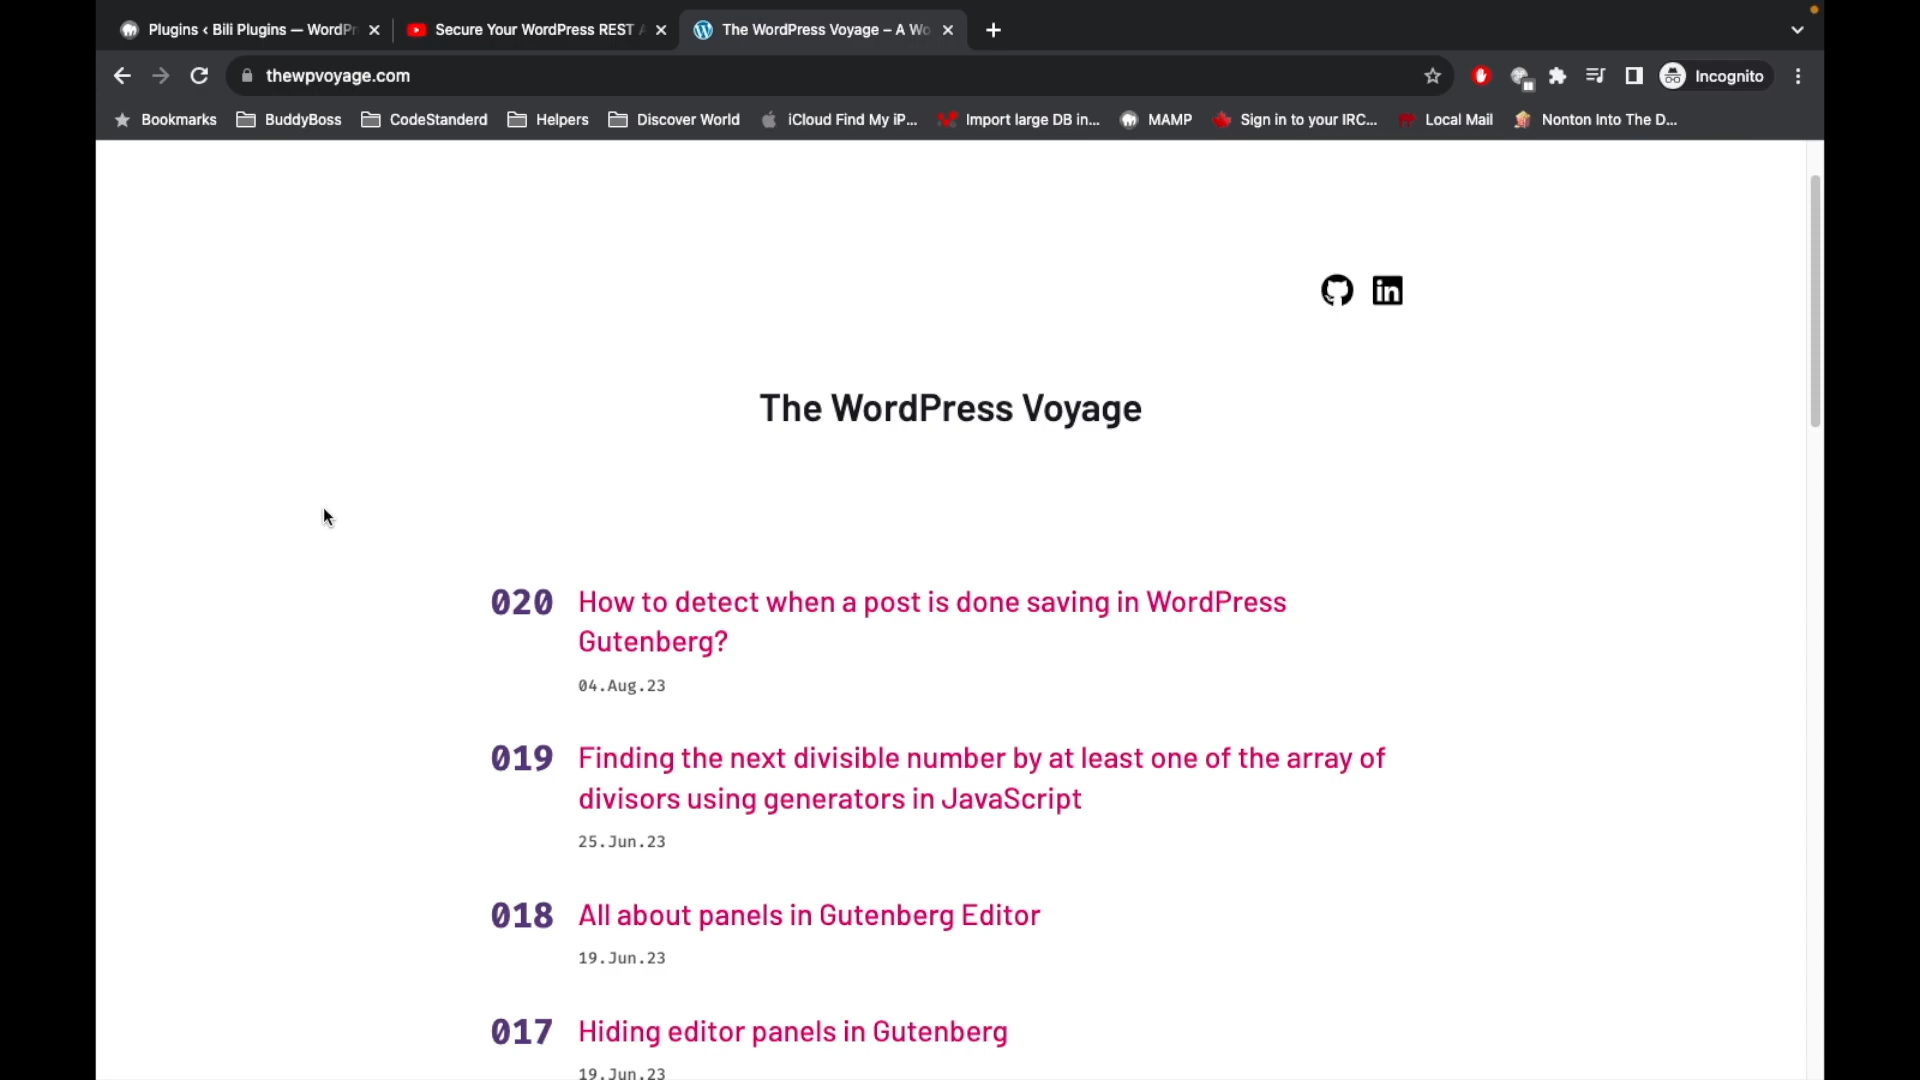 Plugins ‹ Bili Plugins — WordPr
Secure Your WordPress REST A
The WordPress Voyage – A Wo
thewpvoyage.com
Incognito
Bookmarks
BuddyBoss
CodeStanderd
Helpers
Discover World
iCloud Find My iP...
Import large DB in...
MAMP
Sign in to your IRC...
Local Mail
Nonton Into The D...
The WordPress Voyage
020 How to detect when a post is done saving in WordPress
Gutenberg?
04.Aug.23
019 Finding the next divisible number by at least one of the array of
divisors using generators in JavaScript
25.Jun.23
018 All about panels in Gutenberg Editor
19.Jun.23
017 Hiding editor panels in Gutenberg
19.Jun.23